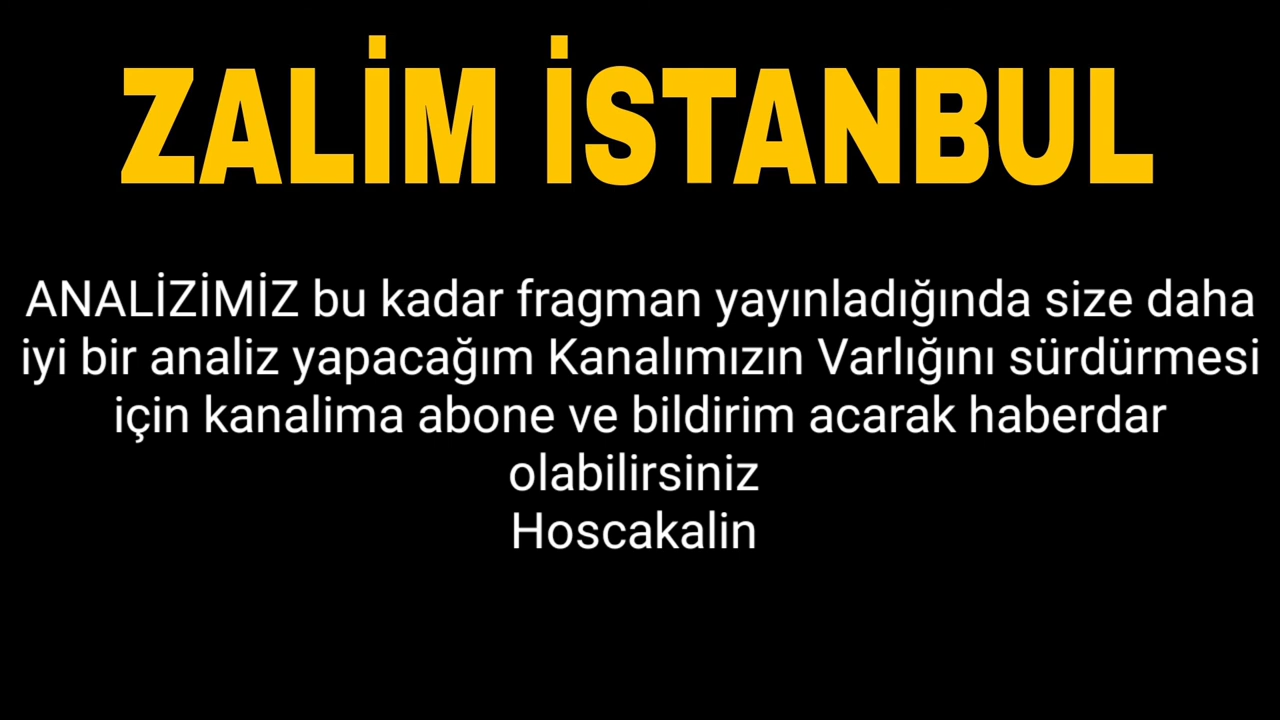 ZALİM İSTANBUL
ANALİZİMİZ bu kadar fragman yayınladığında size daha
iyi bir analiz yapacağım Kanalımızın Varlığını sürdürmesi
için kanalima abone ve bildirim acarak haberdar
olabilirsiniz
Hoscakalin